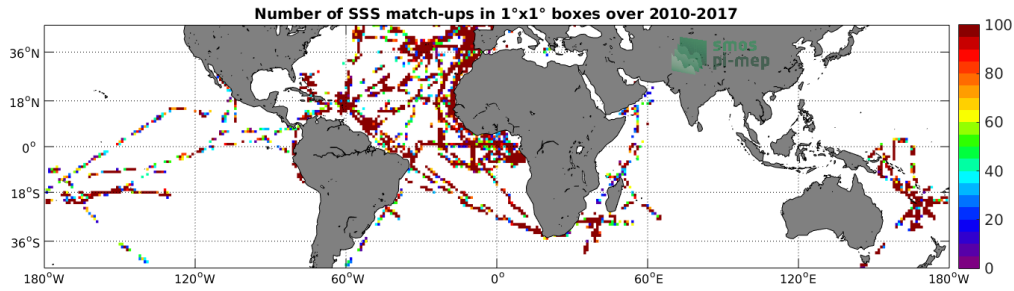 Number of SSS match-ups in 1°x1° boxes over 2010-2017
smos
pi-mep
36°N
18°N
0°
18°S
36°S
180°W 120°W 60°W 0° 60°E 120°E 180°W
100
80
60
40
20
0